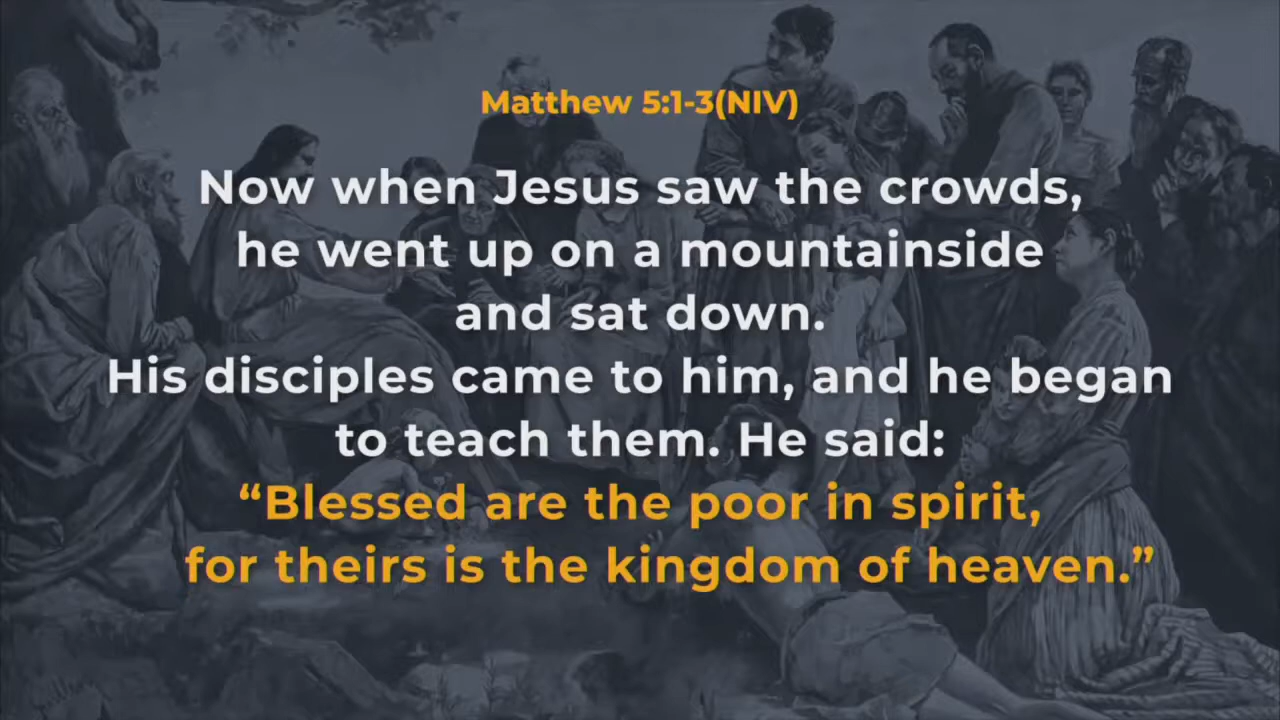 Matthew 5:1-3(NIV)
Now when Jesus saw the crowds,
he went up on a mountainside
and sat down.
His disciples came to him, and he began
to teach them. He said:
“Blessed are the poor in spirit,
for theirs is the kingdom of heaven.”